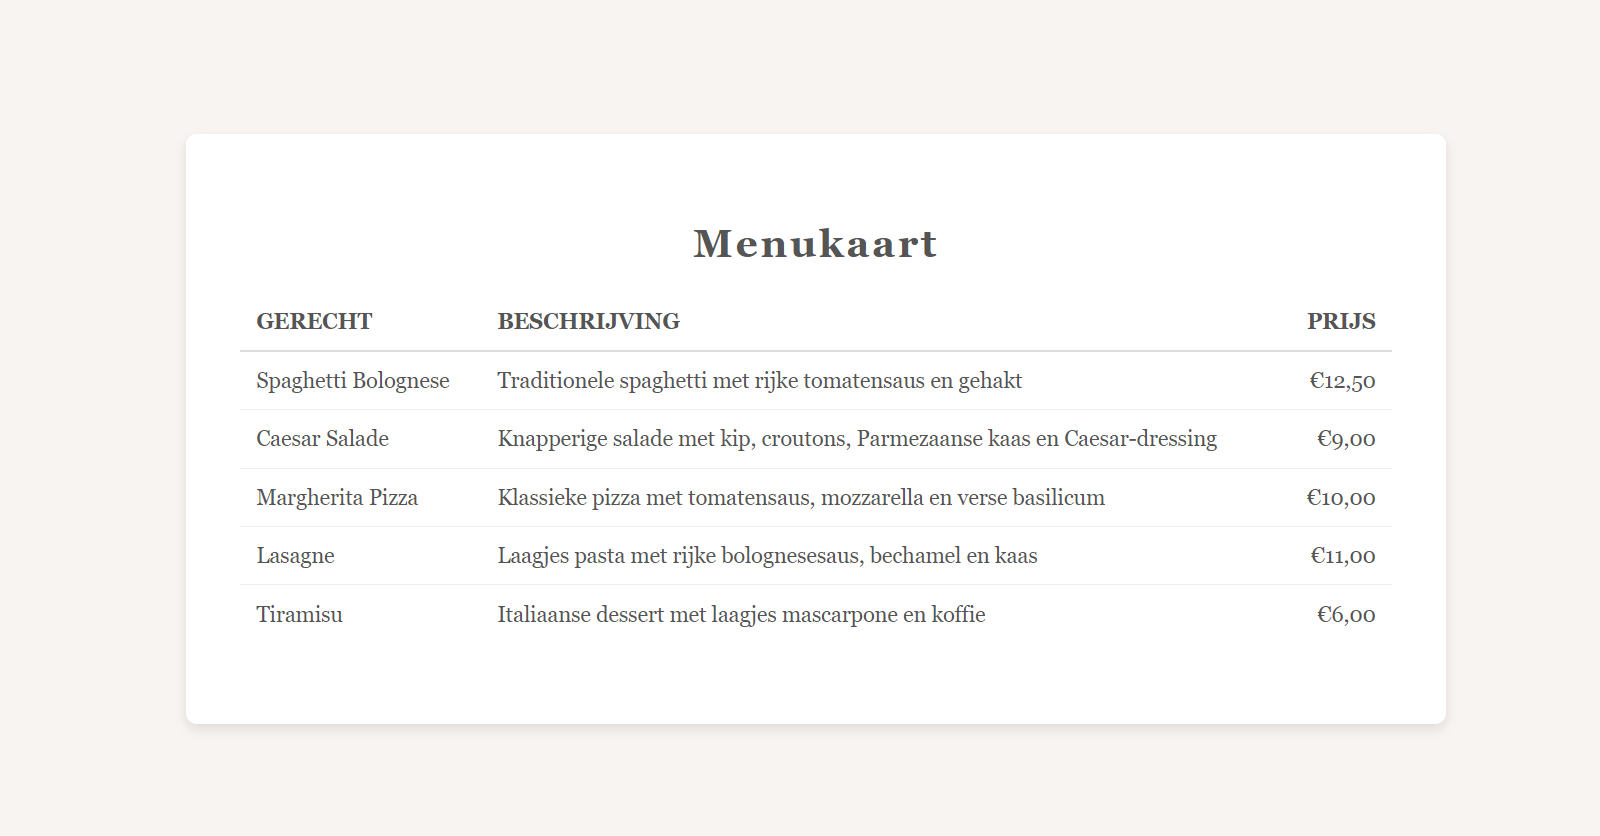 Menukaart
GERECHT BESCHRIJVING PRIJS
Spaghetti Bolognese Traditionele spaghetti met rijke tomatensaus en gehakt €12,50
Caesar Salade Knapperige salade met kip, croutons, Parmezaanse kaas en Caesar-dressing €9,00
Margherita Pizza Klassieke pizza met tomatensaus, mozzarella en verse basilicum €10,00
Lasagne Laagjes pasta met rijke bolognesesaus, bechamel en kaas €11,00
Tiramisu Italiaanse dessert met laagjes mascarpone en koffie €6,00